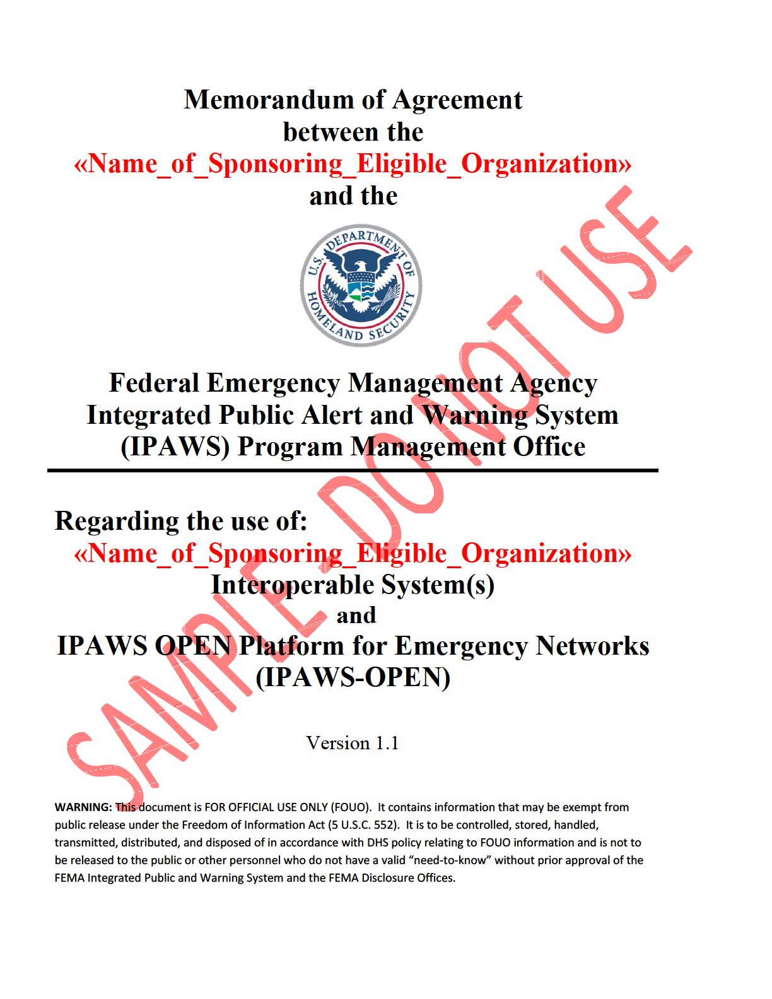 Memorandum of Agreement
between the
«Name_of_Sponsoring_Eligible_Organization»
and the
U.S. DEPARTMENT OF
HOMELAND SECURITY
Federal Emergency Management Agency
Integrated Public Alert and Warning System
(IPAWS) Program Management Office
Regarding the use of:
«Name_of_Sponsoring_Eligible_Organization»
Interoperable System(s)
and
IPAWS OPEN Platform for Emergency Networks
(IPAWS-OPEN)
SAMPLE - DO NOT USE
Version 1.1
WARNING: This document is FOR OFFICIAL USE ONLY (FOUO).  It contains information that may be exempt from
public release under the Freedom of Information Act (5 U.S.C. 552).  It is to be controlled, stored, handled,
transmitted, distributed, and disposed of in accordance with DHS policy relating to FOUO information and is not to
be released to the public or other personnel who do not have a valid “need-to-know” without prior approval of the
FEMA Integrated Public and Warning System and the FEMA Disclosure Offices.